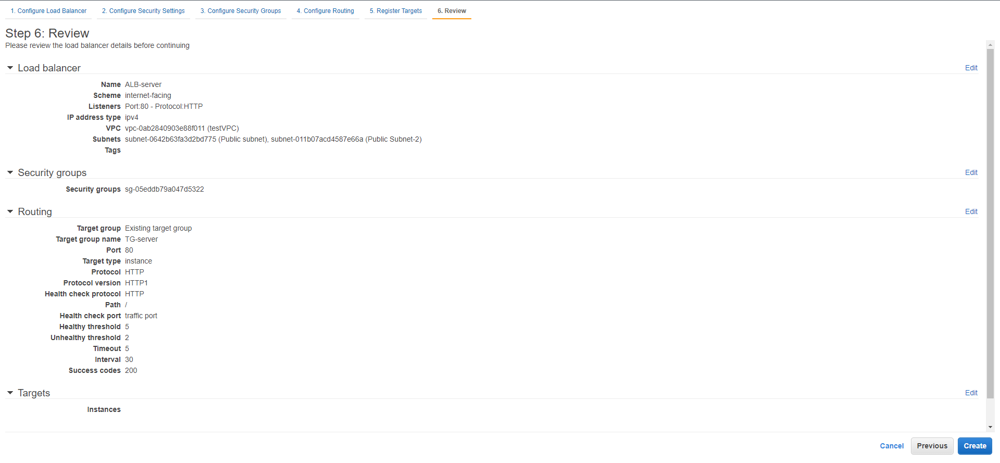 1. Configure Load Balancer 2. Configure Security Settings 3. Configure Security Groups 4. Configure Routing 5. Register Targets 6. Review
Step 6: Review
Please review the load balancer details before continuing
Load balancer Edit
Name ALB-server
Scheme internet-facing
Listeners Port:80 - Protocol:HTTP
IP address type ipv4
VPC vpc-0ab2840903e88f011 (testVPC)
Subnets subnet-0642b63fa3d2bd775 (Public subnet), subnet-011b07acd4587e66a (Public Subnet-2)
Tags
Security groups Edit
Security groups sg-05eddb79a047d5322
Routing Edit
Target group Existing target group
Target group name TG-server
Port 80
Target type instance
Protocol HTTP
Protocol version HTTP1
Health check protocol HTTP
Path /
Health check port traffic port
Healthy threshold 5
Unhealthy threshold 2
Timeout 5
Interval 30
Success codes 200
Targets Edit
Instances
Cancel Previous Create